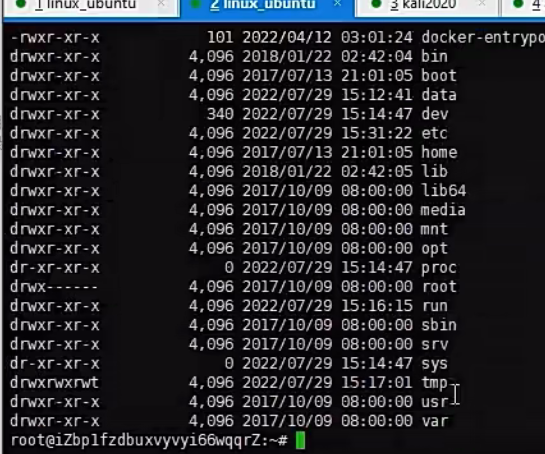 1 linux_ubuntu × 2 linux_ubuntu × 3 kali2020 × 4
-rwxr-xr-x 101 2022/04/12 03:01:24 docker-entrypo
drwxr-xr-x 4,096 2018/01/22 02:42:04 bin
drwxr-xr-x 4,096 2017/07/13 21:01:05 boot
drwxr-xr-x 4,096 2022/07/29 15:12:41 data
drwxr-xr-x 340 2022/07/29 15:14:47 dev
drwxr-xr-x 4,096 2022/07/29 15:31:22 etc
drwxr-xr-x 4,096 2017/07/13 21:01:05 home
drwxr-xr-x 4,096 2018/01/22 02:42:05 lib
drwxr-xr-x 4,096 2017/10/09 08:00:00 lib64
drwxr-xr-x 4,096 2017/10/09 08:00:00 media
drwxr-xr-x 4,096 2017/10/09 08:00:00 mnt
drwxr-xr-x 4,096 2017/10/09 08:00:00 opt
dr-xr-xr-x 0 2022/07/29 15:14:47 proc
drwx------ 4,096 2017/10/09 08:00:00 root
drwxr-xr-x 4,096 2022/07/29 15:16:15 run
drwxr-xr-x 4,096 2017/10/09 08:00:00 sbin
drwxr-xr-x 4,096 2017/10/09 08:00:00 srv
dr-xr-xr-x 0 2022/07/29 15:14:47 sys
drwxrwxrwt 4,096 2022/07/29 15:17:01 tmp
drwxr-xr-x 4,096 2017/10/09 08:00:00 usr
drwxr-xr-x 4,096 2017/10/09 08:00:00 var
root@iZbp1fzdbuxvyvyi66wqqrZ:~#